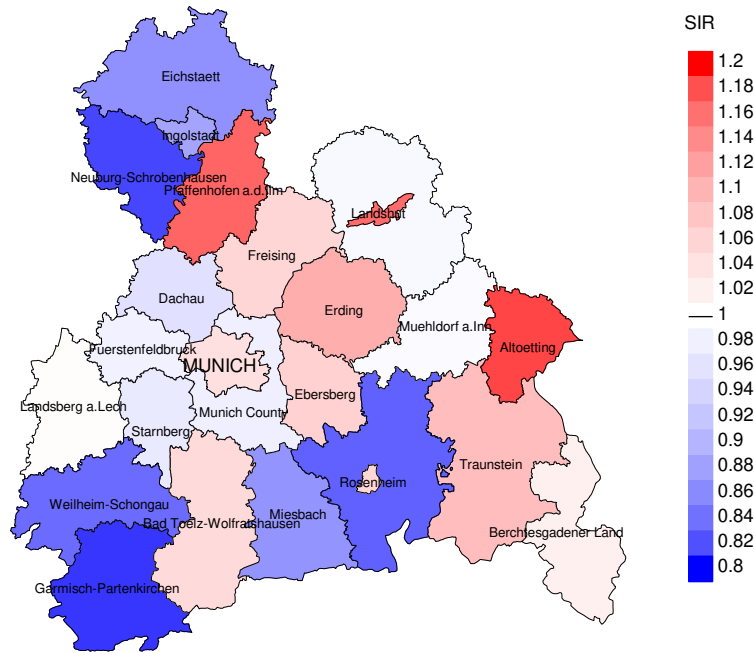 SIR
1.2
1.18
1.16
1.14
1.12
1.1
1.08
1.06
1.04
1.02
1
0.98
0.96
0.94
0.92
0.9
0.88
0.86
0.84
0.82
0.8
Eichstaett
Ingolstadt
Neuburg-Schrobenhausen
Pfaffenhofen a.d.Ilm
Landshut
Freising
Dachau
Erding
Muehldorf a.Inn
Altoetting
Fuerstenfeldbruck
MUNICH
Ebersberg
Landsberg a.Lech
Munich County
Starnberg
Traunstein
Rosenheim
Weilheim-Schongau
Miesbach
Bad Toelz-Wolfratshausen
Berchtesgadener Land
Garmisch-Partenkirchen